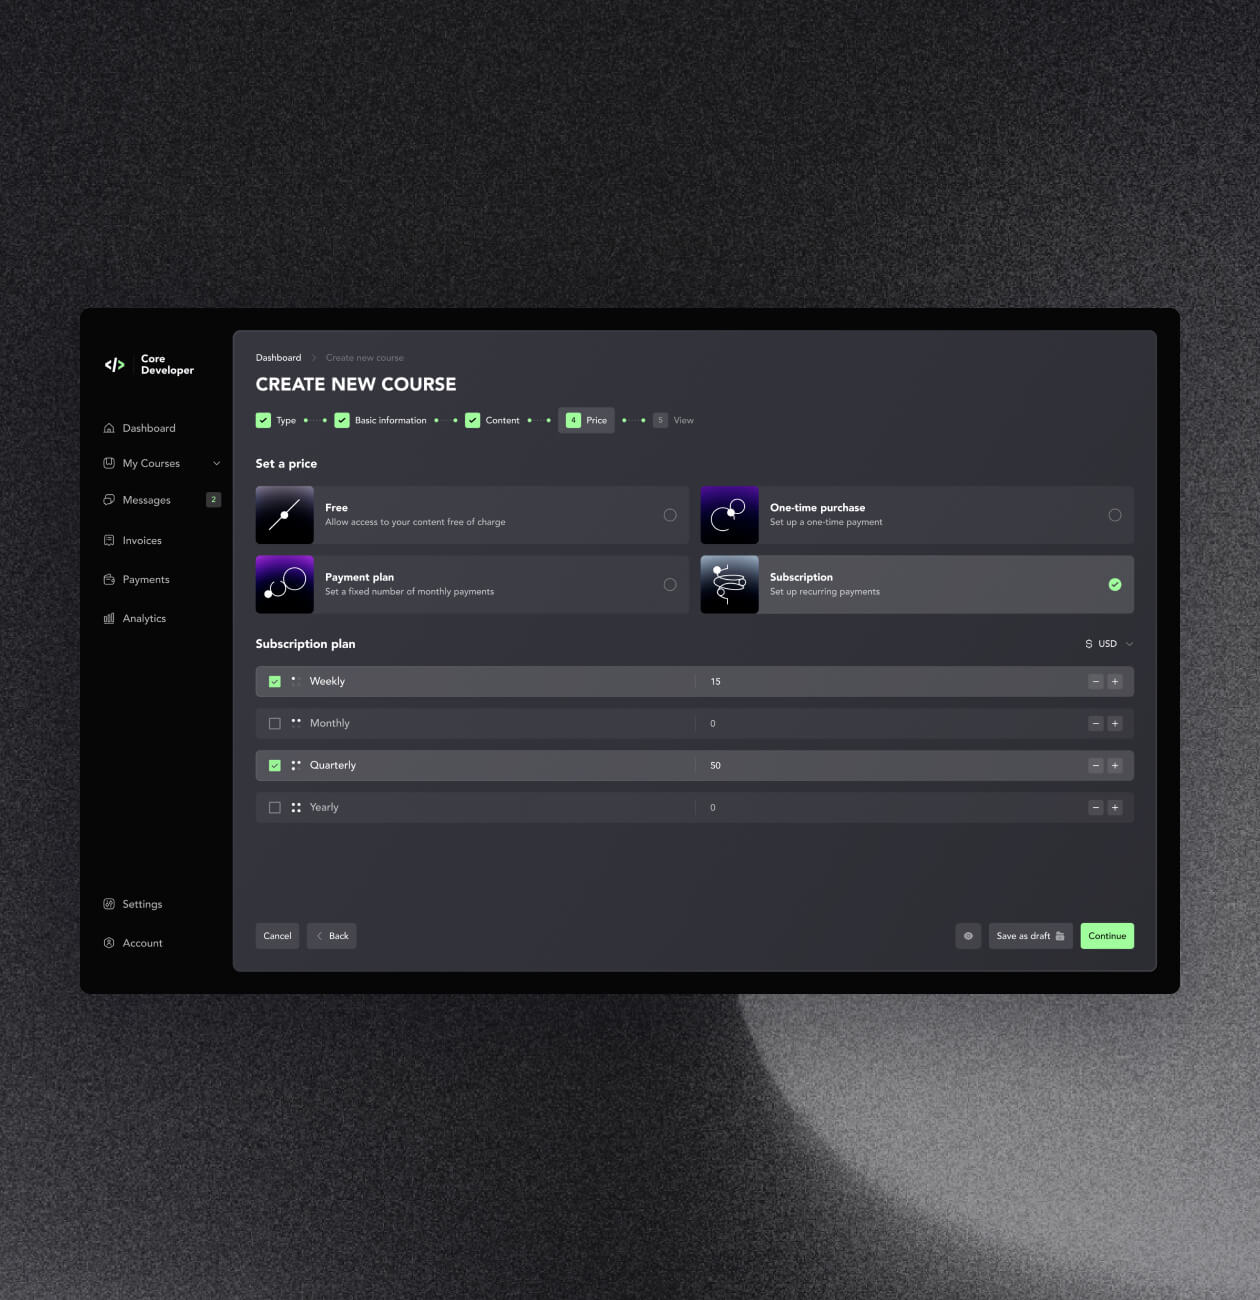 </>
Core
Developer
Dashboard
My Courses
Messages
2
Invoices
Payments
Analytics
Settings
Account
Dashboard
Create new course
CREATE NEW COURSE
Type
Basic information
Content
4
Price
5
View
Set a price
Free
Allow access to your content free of charge
One-time purchase
Set up a one-time payment
Payment plan
Set a fixed number of monthly payments
Subscription
Set up recurring payments
Subscription plan
$ USD
Weekly
15
− +
Monthly
0
− +
Quarterly
50
− +
Yearly
0
− +
Cancel
Back
Save as draft
Continue